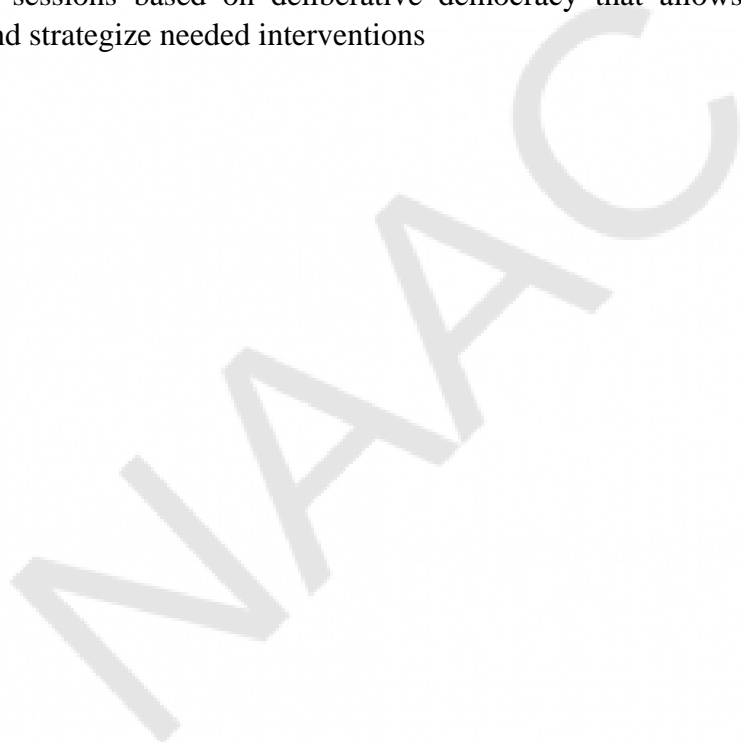 sessions based on deliberative democracy that allows
nd strategize needed interventions
NAAC